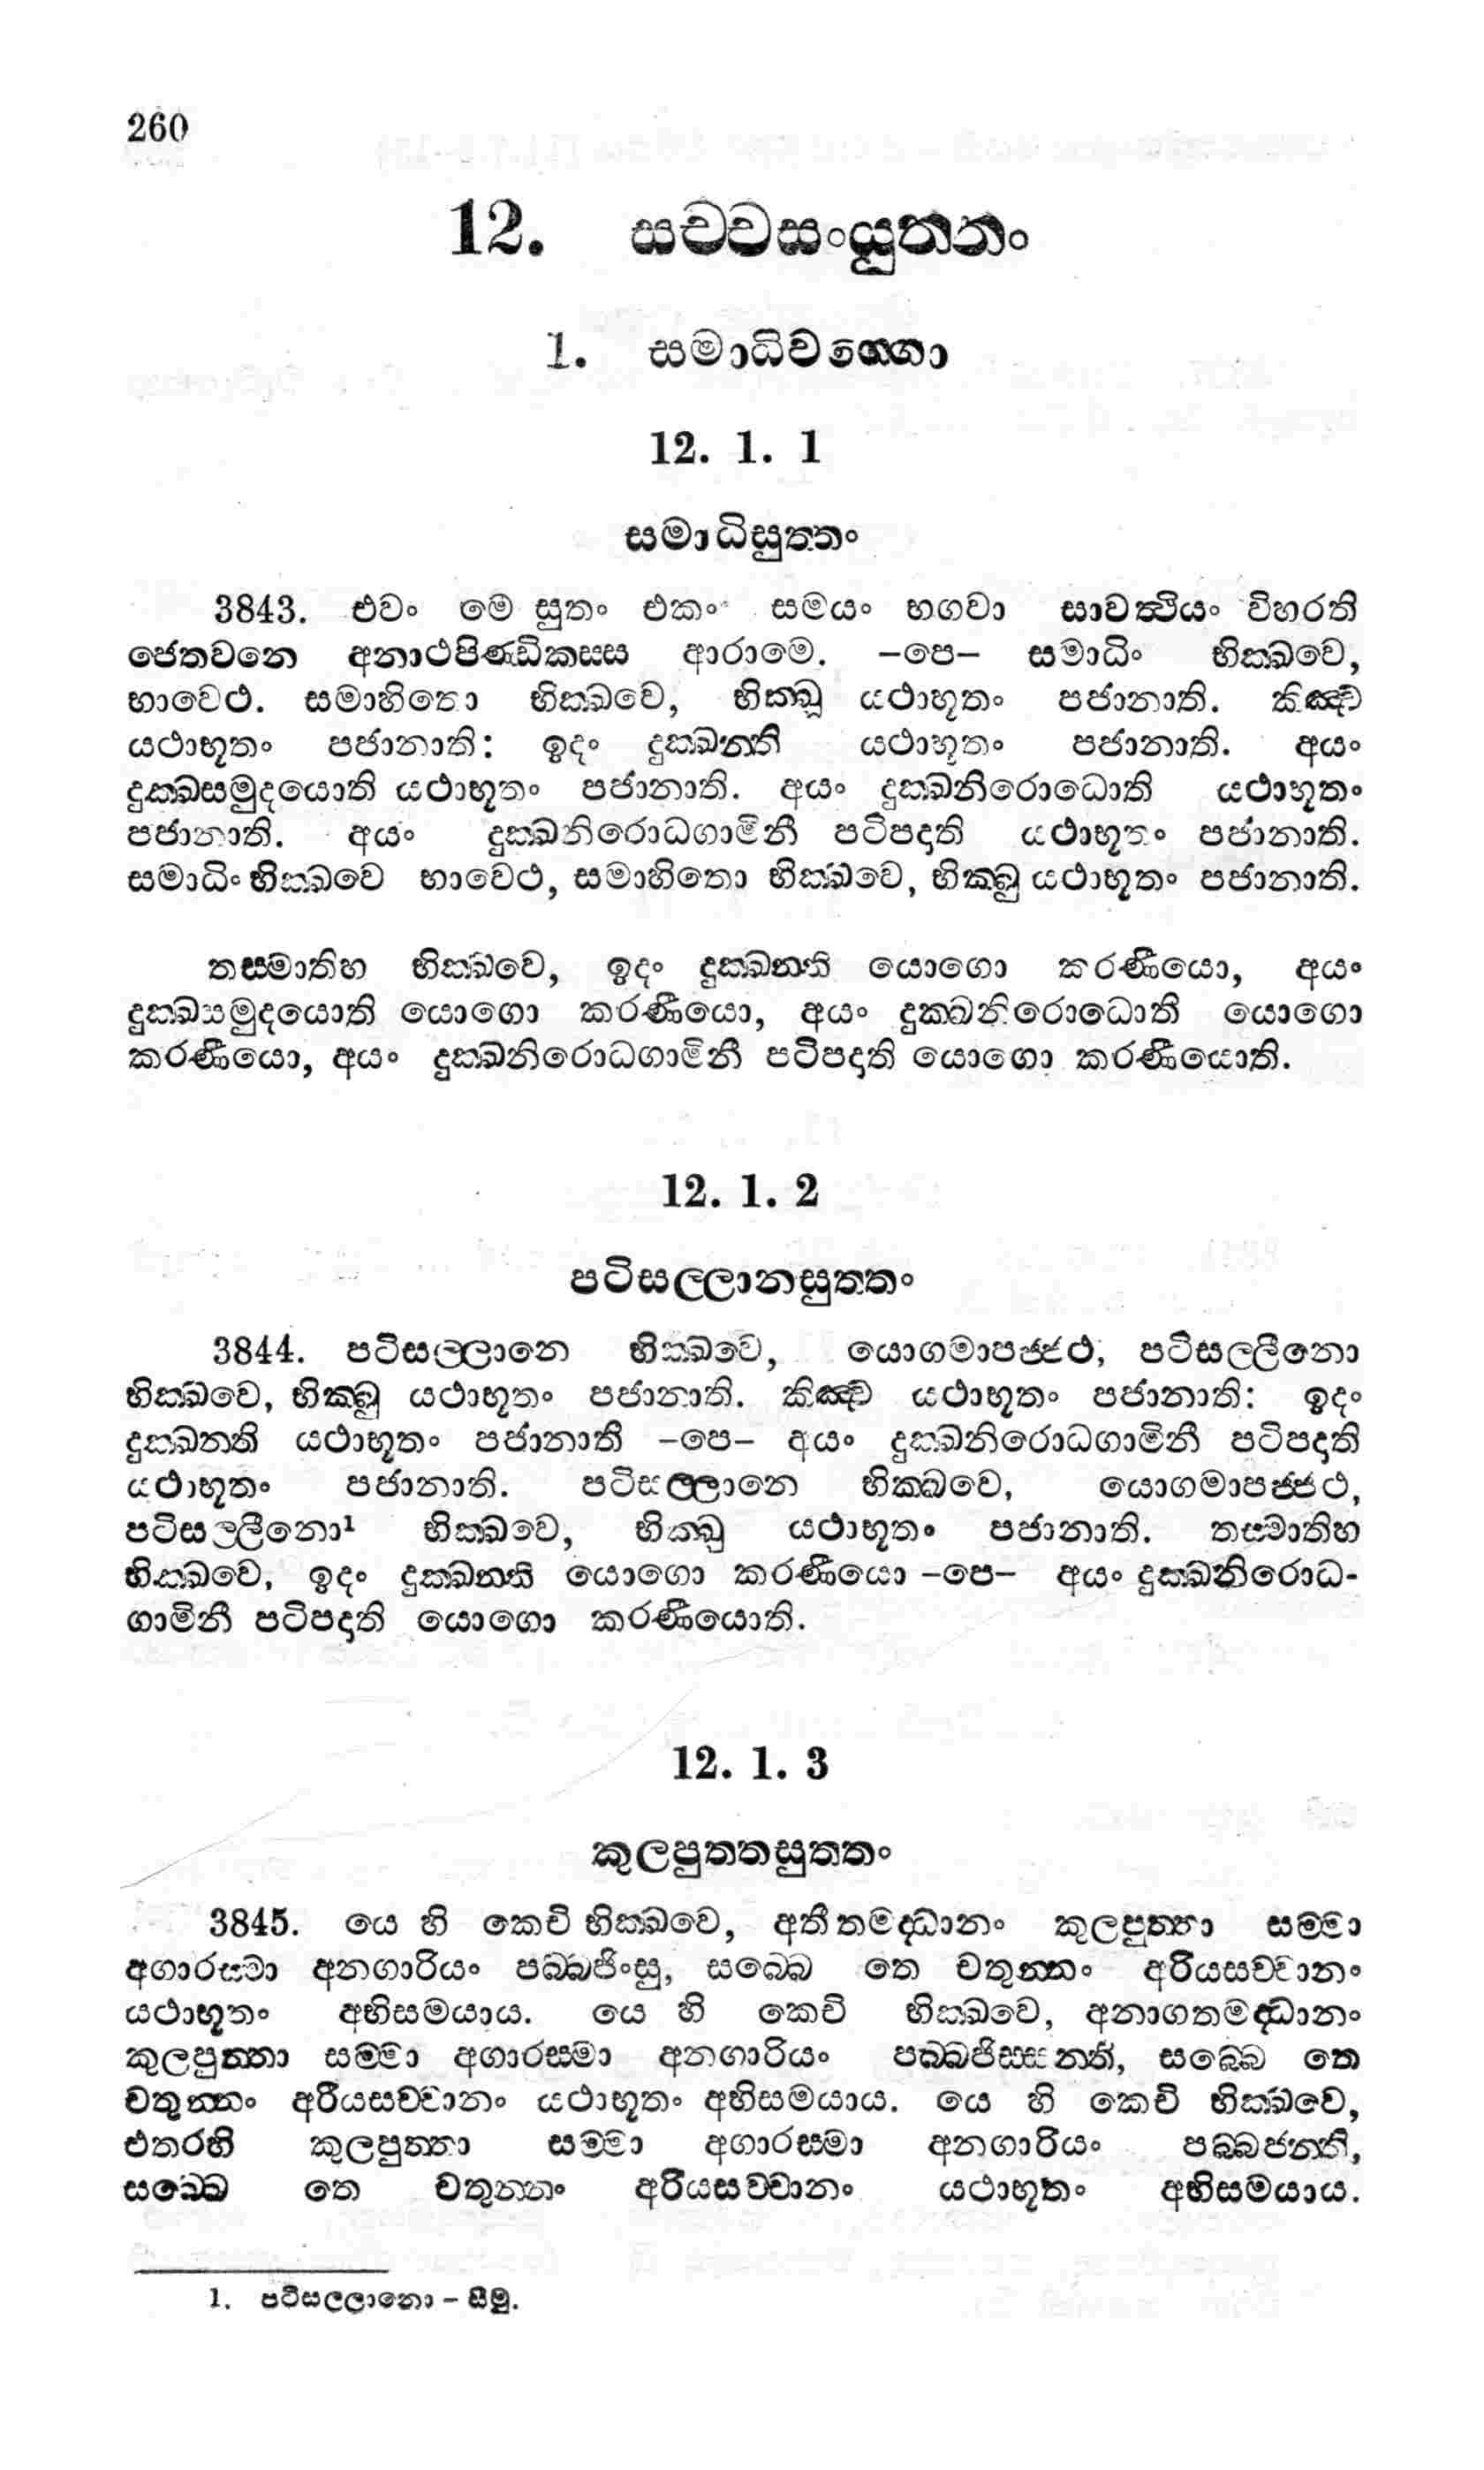 260
12. සච්චසංයුත්තං
1. සමාධිවග්ගො
12. 1. 1
සමාධිසුත්තං
3843. එවං මෙ සුතං එකං සමයං භගවා සාවත්ථියං විහරති
ජෙතවනෙ අනාථපිණ්ඩිකස්ස ආරාමෙ. –පෙ– සමාධිං භික්ඛවෙ,
භාවෙථ. සමාහිතො භික්ඛවෙ, භික්ඛූ යථාභූතං පජානාති. කිඤ්ච
යථාභූතං පජානාති: ඉදං දුක්ඛන්ති යථාභූතං පජානාති. අයං
දුක්ඛසමුදයොති යථාභූතං පජානාති. අයං දුක්ඛනිරොධොති යථාභූතං
පජානාති. අයං දුක්ඛනිරොධගාමිනී පටිපදාති යථාභූතං පජානාති.
සමාධිං භික්ඛවෙ භාවෙථ, සමාහිතො භික්ඛවෙ, භික්ඛු යථාභූතං පජානාති.
තස්මාතිහ භික්ඛවෙ, ඉදං දුක්ඛන්ති යොගො කරණීයො, අයං
දුක්ඛසමුදයොති යොගො කරණීයො, අයං දුක්ඛනිරොධොති යොගො
කරණීයො, අයං දුක්ඛනිරොධගාමිනී පටිපදාති යොගො කරණීයොති.
12. 1. 2
පටිසල්ලානසුත්තං
3844. පටිසල්ලානෙ භික්ඛවෙ, යොගමාපජ්ජථ, පටිසල්ලීනො
භික්ඛවෙ, භික්ඛු යථාභූතං පජානාති. කිඤ්ච යථාභූතං පජානාති: ඉදං
දුක්ඛන්ති යථාභූතං පජානාති –පෙ– අයං දුක්ඛනිරොධගාමිනී පටිපදාති
යථාභූතං පජානාති. පටිසල්ලානෙ භික්ඛවෙ, යොගමාපජ්ජථ,
පටිසල්ලීනො¹ භික්ඛවෙ, භික්ඛු යථාභූතං පජානාති. තස්මාතිහ
භික්ඛවෙ, ඉදං දුක්ඛන්ති යොගො කරණීයො –පෙ– අයං දුක්ඛනිරොධ-
ගාමිනී පටිපදාති යොගො කරණීයොති.
12. 1. 3
කුලපුත්තසුත්තං
3845. යෙ හි කෙචි භික්ඛවෙ, අතීතමද්ධානං කුලපුත්තා සම්මා
අගාරස්මා අනගාරියං පබ්බජිංසු, සබ්බෙ තෙ චතුන්නං අරියසච්චානං
යථාභූතං අභිසමයාය. යෙ හි කෙචි භික්ඛවෙ, අනාගතමද්ධානං
කුලපුත්තා සම්මා අගාරස්මා අනගාරියං පබ්බජිස්සන්ති, සබ්බෙ තෙ
චතුන්නං අරියසච්චානං යථාභූතං අභිසමයාය. යෙ හි කෙචි භික්ඛවෙ,
එතරහි කුලපුත්තා සම්මා අගාරස්මා අනගාරියං පබ්බජන්ති,
සබ්බෙ තෙ චතුන්නං අරියසච්චානං යථාභූතං අභිසමයාය.
1. පටිසල්ලානො – සීමු.